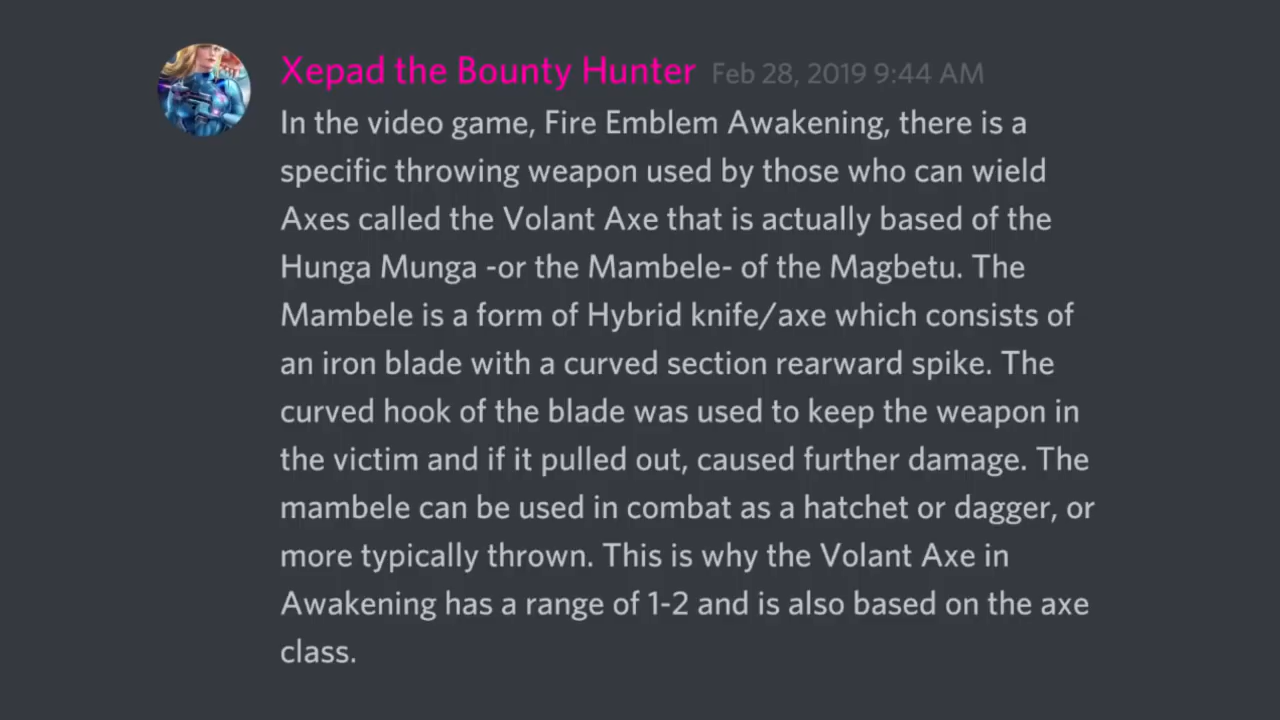 Xepad the Bounty Hunter Feb 28, 2019 9:44 AM
In the video game, Fire Emblem Awakening, there is a
specific throwing weapon used by those who can wield
Axes called the Volant Axe that is actually based of the
Hunga Munga -or the Mambele- of the Magbetu. The
Mambele is a form of Hybrid knife/axe which consists of
an iron blade with a curved section rearward spike. The
curved hook of the blade was used to keep the weapon in
the victim and if it pulled out, caused further damage. The
mambele can be used in combat as a hatchet or dagger, or
more typically thrown. This is why the Volant Axe in
Awakening has a range of 1-2 and is also based on the axe
class.